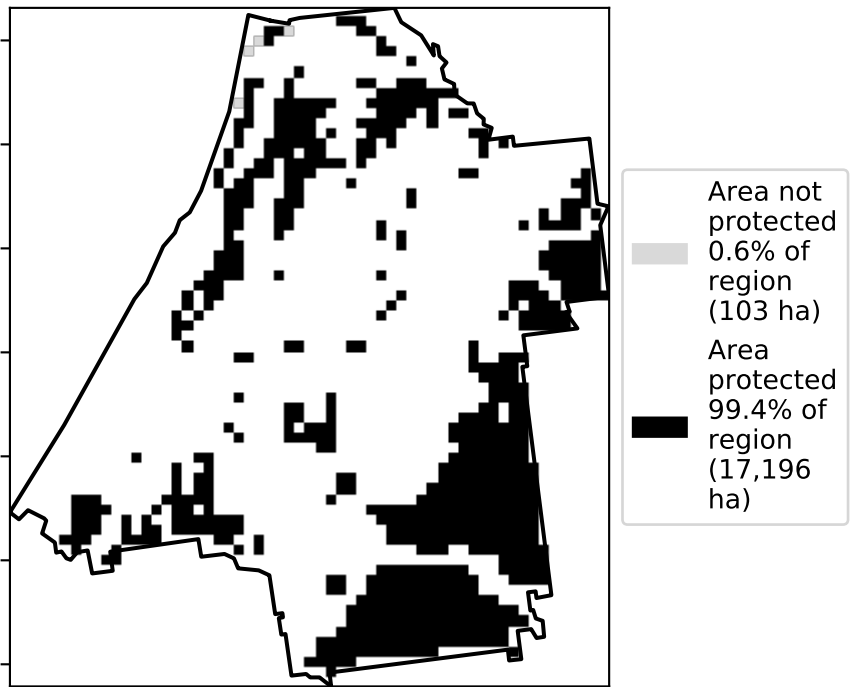 Area not
protected
0.6% of
region
(103 ha)
Area
protected
99.4% of
region
(17,196
ha)